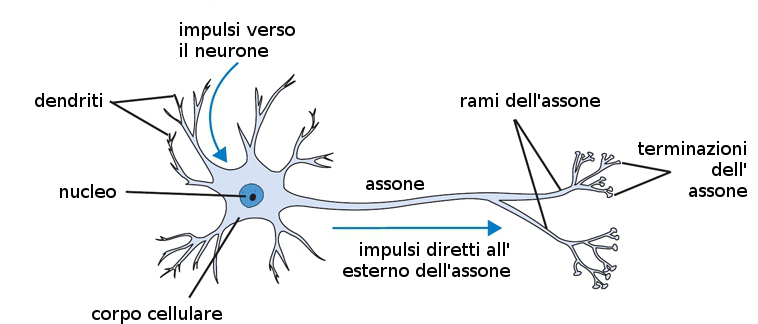 impulsi verso
il neurone
dendriti
rami dell'assone
terminazioni
dell'
assone
nucleo
assone
impulsi diretti all'
esterno dell'assone
corpo cellulare